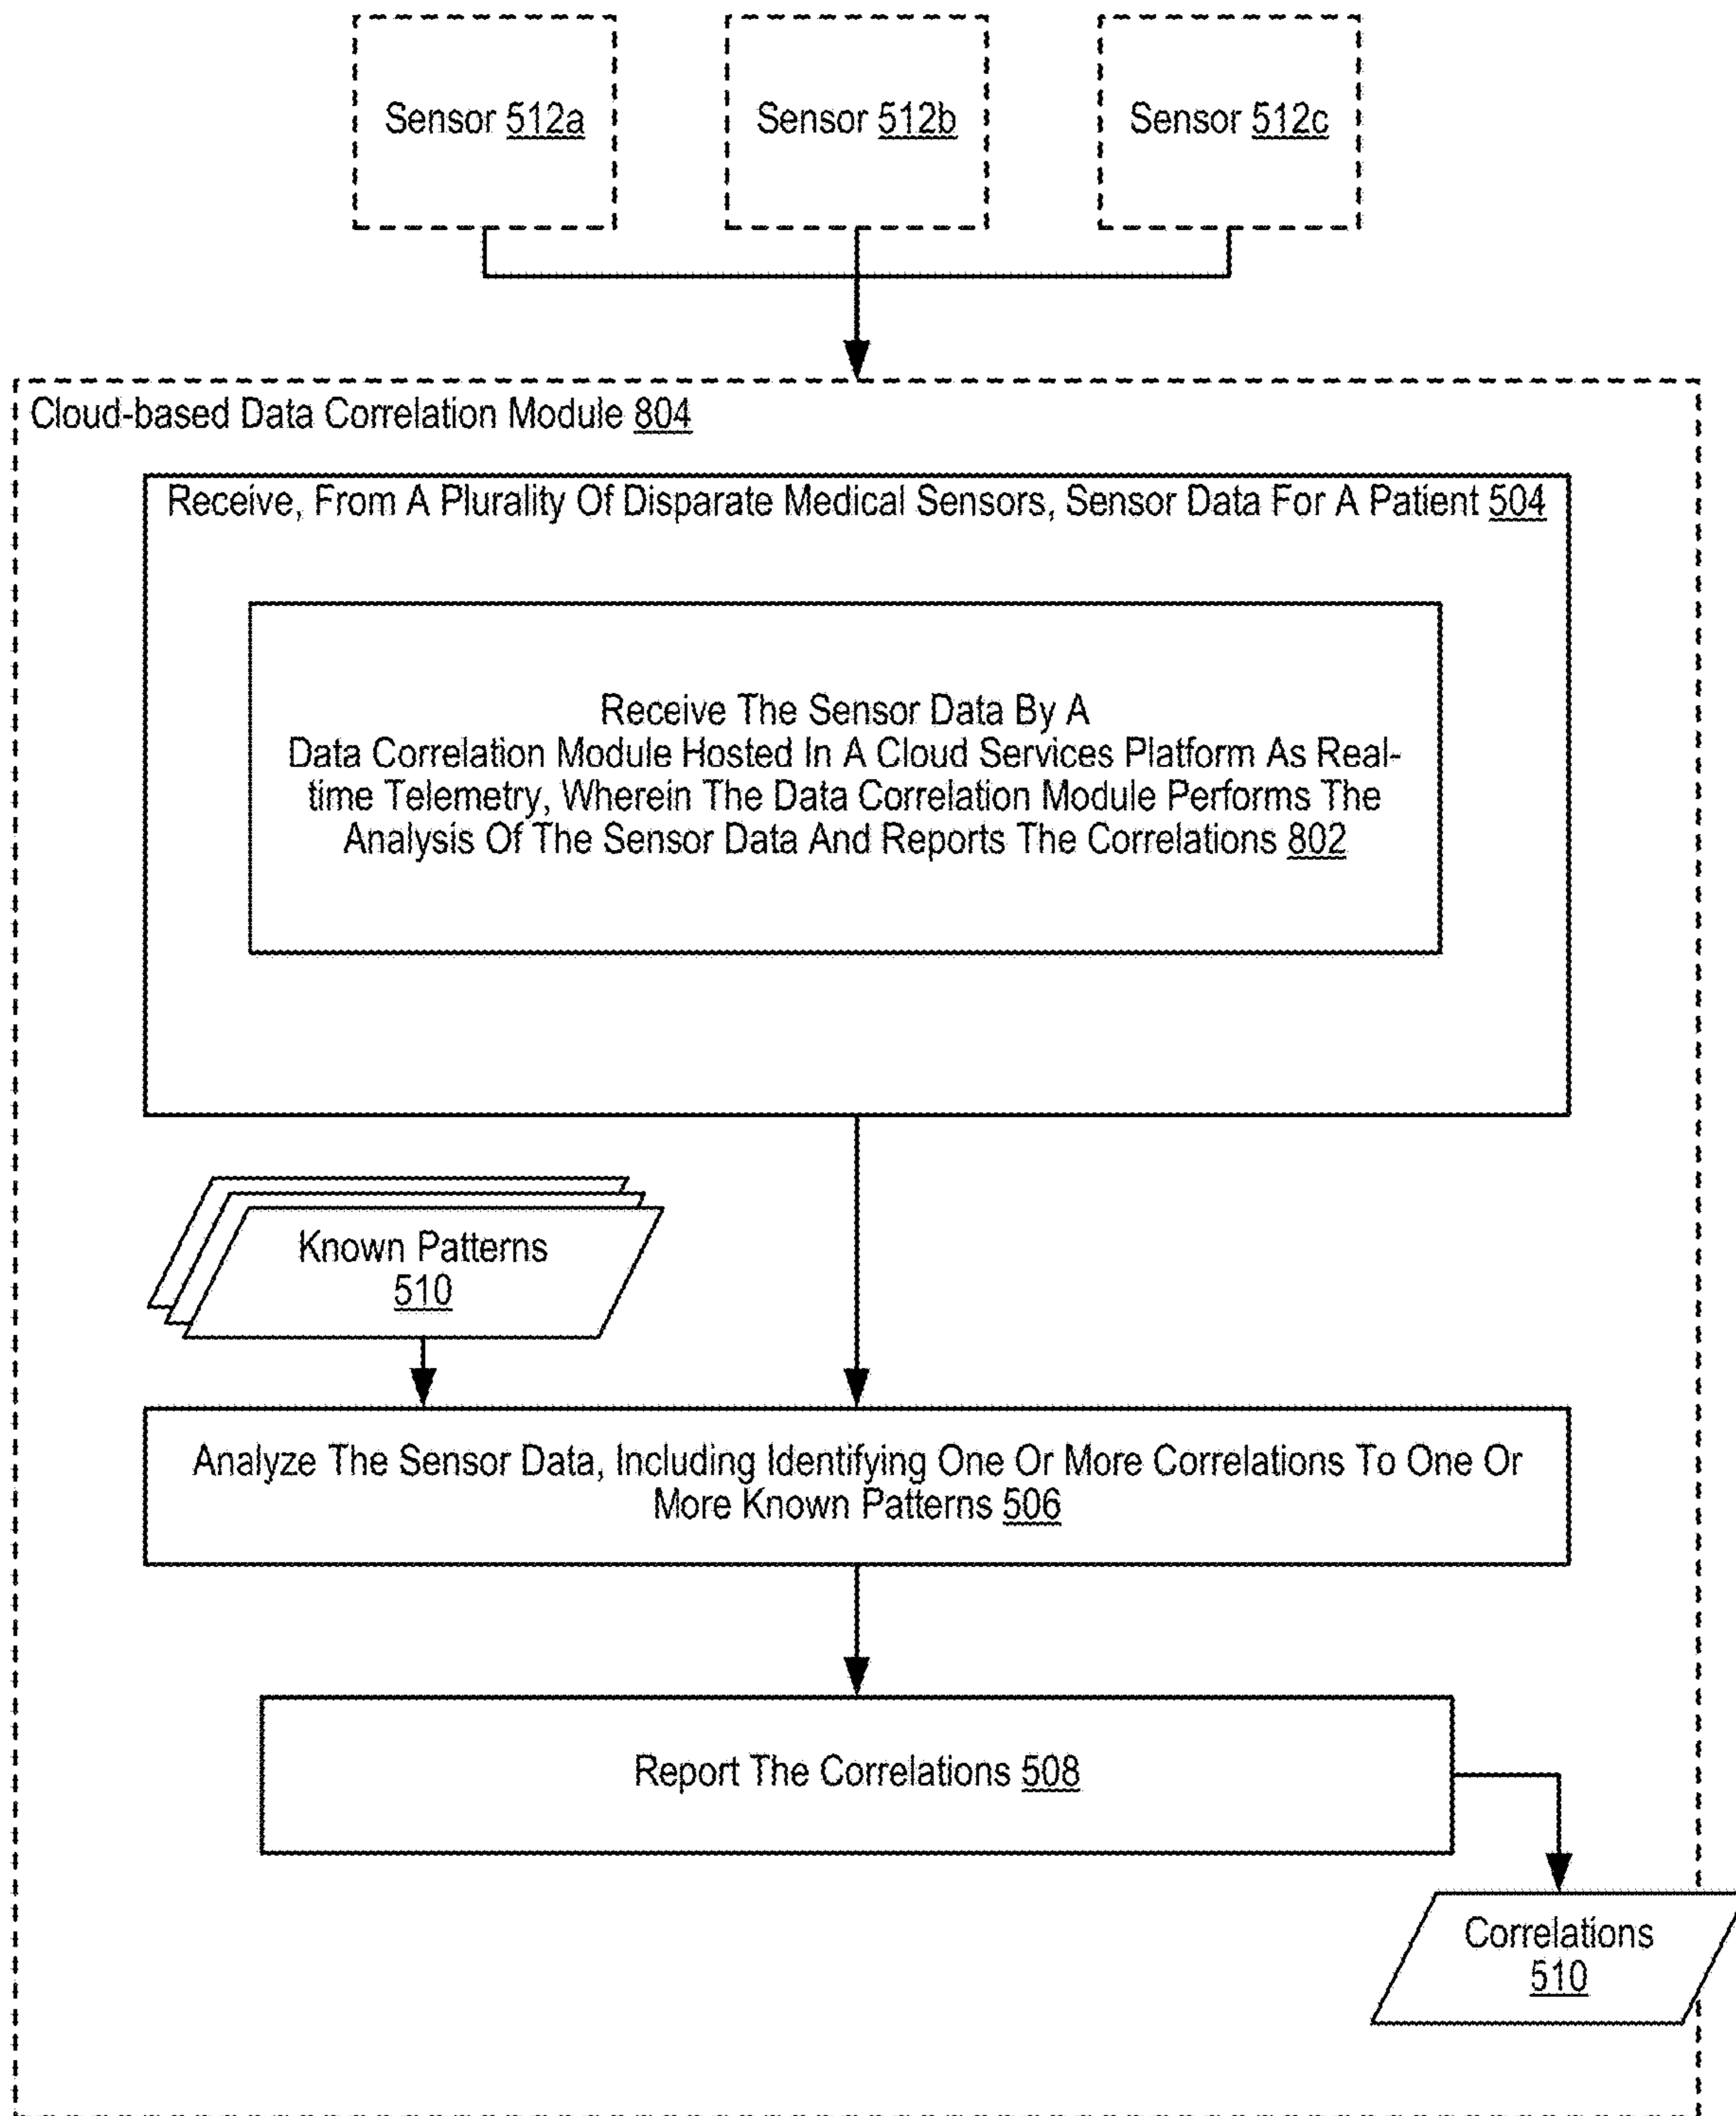 Sensor 512a
Sensor 512b
Sensor 512c
Cloud-based Data Correlation Module 804
Receive, From A Plurality Of Disparate Medical Sensors, Sensor Data For A Patient 504
Receive The Sensor Data By A
Data Correlation Module Hosted In A Cloud Services Platform As Real-
time Telemetry, Wherein The Data Correlation Module Performs The
Analysis Of The Sensor Data And Reports The Correlations 802
Known Patterns
510
Analyze The Sensor Data, Including Identifying One Or More Correlations To One Or
More Known Patterns 506
Report The Correlations 508
Correlations
510